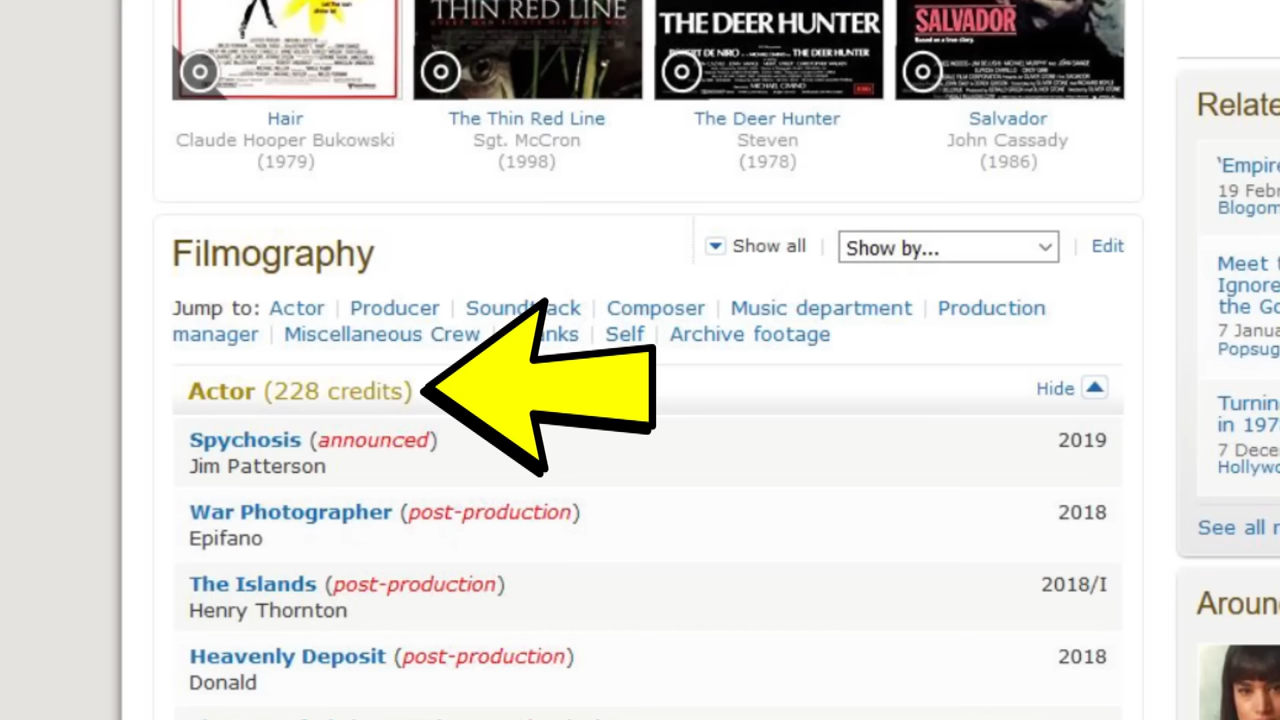 THIN RED LINE
THE DEER HUNTER
SALVADOR
Based on a true story.
Hair
Claude Hooper Bukowski
(1979)
The Thin Red Line
Sgt. McCron
(1998)
The Deer Hunter
Steven
(1978)
Salvador
John Cassady
(1986)
Filmography
Show all
Show by...
Edit
Jump to: Actor | Producer | Soundtrack | Composer | Music department | Production
manager | Miscellaneous Crew | nks | Self | Archive footage
Actor (228 credits)
Hide
Spychosis (announced) 2019
Jim Patterson
War Photographer (post-production) 2018
Epifano
The Islands (post-production) 2018/I
Henry Thornton
Heavenly Deposit (post-production) 2018
Donald
Relate
'Empire
19 Febr
Blogom
Meet t
Ignore
the Go
7 Janua
Popsug
Turnin
in 197
7 Dece
Hollywo
See all r
Aroun